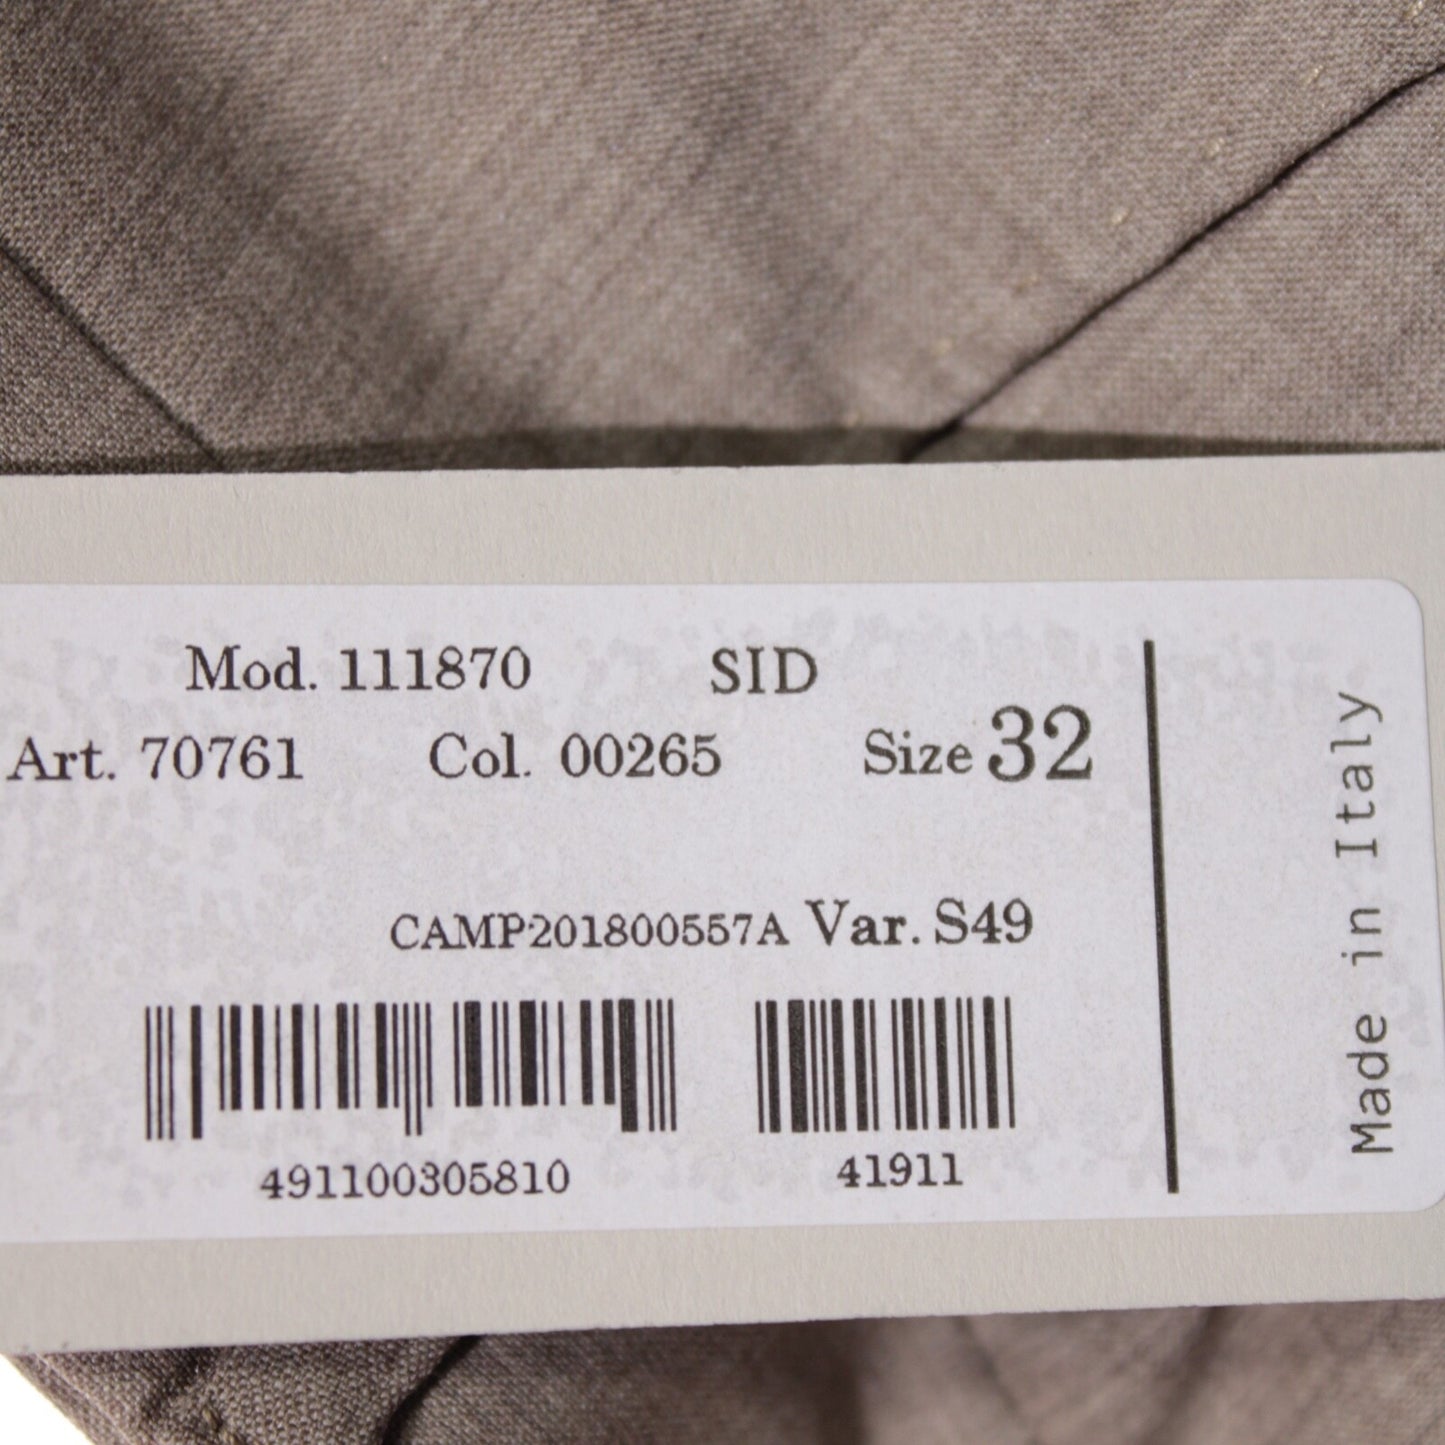 Mod. 111870 SID
Art. 70761 Col. 00265 Size 32
CAMP201800557A Var. S49
491100305810 41911
Made in Italy